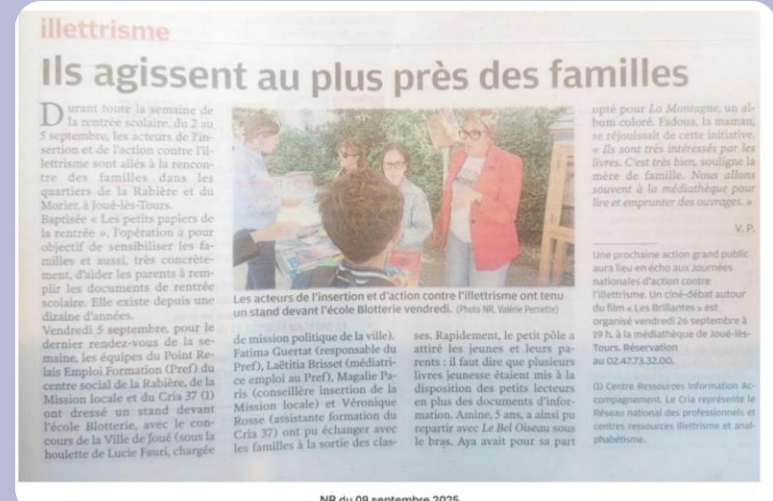 illettrisme
Ils agissent au plus près des familles
Durant toute la semaine de
la rentrée scolaire, du 2 au
5 septembre, les acteurs de l'in-
sertion et de l'action contre l'il-
lettrisme sont allés à la rencon-
tre des familles dans les
quartiers de la Rabière et du
Morier, à Joué-lès-Tours.
Baptisée « Les petits papiers de
la rentrée », l'opération a pour
objectif de sensibiliser les fa-
milles et aussi, très concrète-
ment, d'aider les parents à rem-
plir les documents de rentrée
scolaire. Elle existe depuis une
dizaine d'années.
Vendredi 5 septembre, pour le
dernier rendez-vous de la se-
maine, les équipes du Point Re-
lais Emploi Formation (Pref) du
centre social de la Rabière, de la
Mission locale et du Cria 37 (1)
ont dressé un stand devant
l'école Blotterie, avec le con-
cours de la Ville de Joué (sous la
houlette de Lucie Fauri, chargée
Les acteurs de l'insertion et d'action contre l'illettrisme ont tenu
un stand devant l'école Blotterie vendredi. (Photo NR, Valérie Pernette)
de mission politique de la ville).
Fatima Guertat (responsable du
Pref), Laëtitia Brisset (médiatri-
ce emploi au Pref), Magalie Pa-
ris (conseillère insertion de la
Mission locale) et Véronique
Rosse (assistante formation du
Cria 37) ont pu échanger avec
les familles à la sortie des clas-
ses. Rapidement, le petit pôle a
attiré les jeunes et leurs pa-
rents : il faut dire que plusieurs
livres jeunesse étaient mis à la
disposition des petits lecteurs
en plus des documents d'infor-
mation. Amine, 5 ans, a ainsi pu
repartir avec Le Bel Oiseau sous
le bras. Aya avait pour sa part
opté pour La Montagne, un al-
bum coloré. Fadoua, la maman,
se réjouissait de cette initiative.
« Ils sont très intéressés par les
livres. C'est très bien, souligne la
mère de famille. Nous allons
souvent à la médiathèque pour
lire et emprunter des ouvrages. »
V. P.
Une prochaine action grand public
aura lieu en écho aux Journées
nationales d'action contre
l'illettrisme. Un ciné-débat autour
du film « Les Brillantes » est
organisé vendredi 26 septembre à
19 h, à la médiathèque de Joué-lès-
Tours. Réservation
au 02.47.73.32.00.
(1) Centre Ressources Information Ac-
compagnement. Le Cria représente le
Réseau national des professionnels et
centres ressources illettrisme et anal-
phabétisme.
NR du 09 septembre 2025